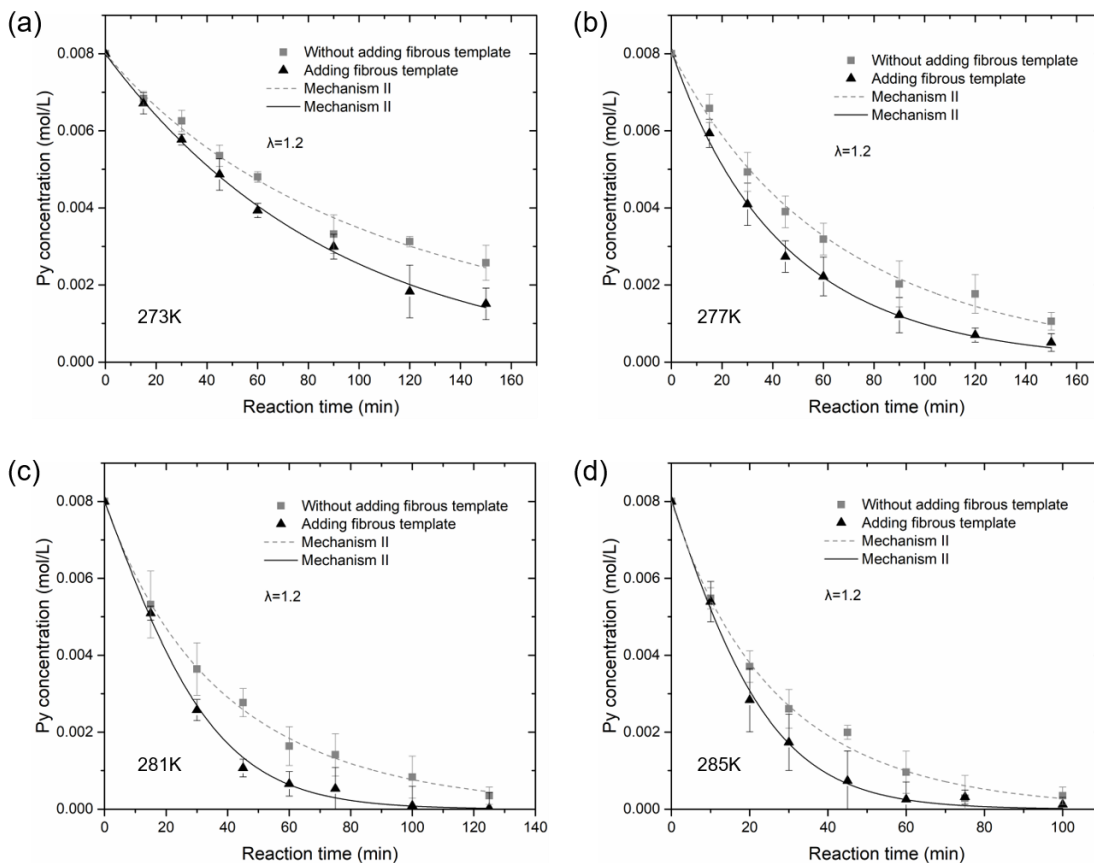 (a)
Py concentration (mol/L)
0.008
0.006
0.004
0.002
0.000
Without adding fibrous template
Adding fibrous template
Mechanism II
Mechanism II
λ=1.2
273K
0 20 40 60 80 100 120 140 160
Reaction time (min)
(b)
Py concentration (mol/L)
0.008
0.006
0.004
0.002
0.000
Without adding fibrous template
Adding fibrous template
Mechanism II
Mechanism II
λ=1.2
277K
0 20 40 60 80 100 120 140 160
Reaction time (min)
(c)
Py concentration (mol/L)
0.008
0.006
0.004
0.002
0.000
Without adding fibrous template
Adding fibrous template
Mechanism II
Mechanism II
λ=1.2
281K
0 20 40 60 80 100 120 140
Reaction time (min)
(d)
Py concentration (mol/L)
0.008
0.006
0.004
0.002
0.000
Without adding fibrous template
Adding fibrous template
Mechanism II
Mechanism II
λ=1.2
285K
0 20 40 60 80 100
Reaction time (min)